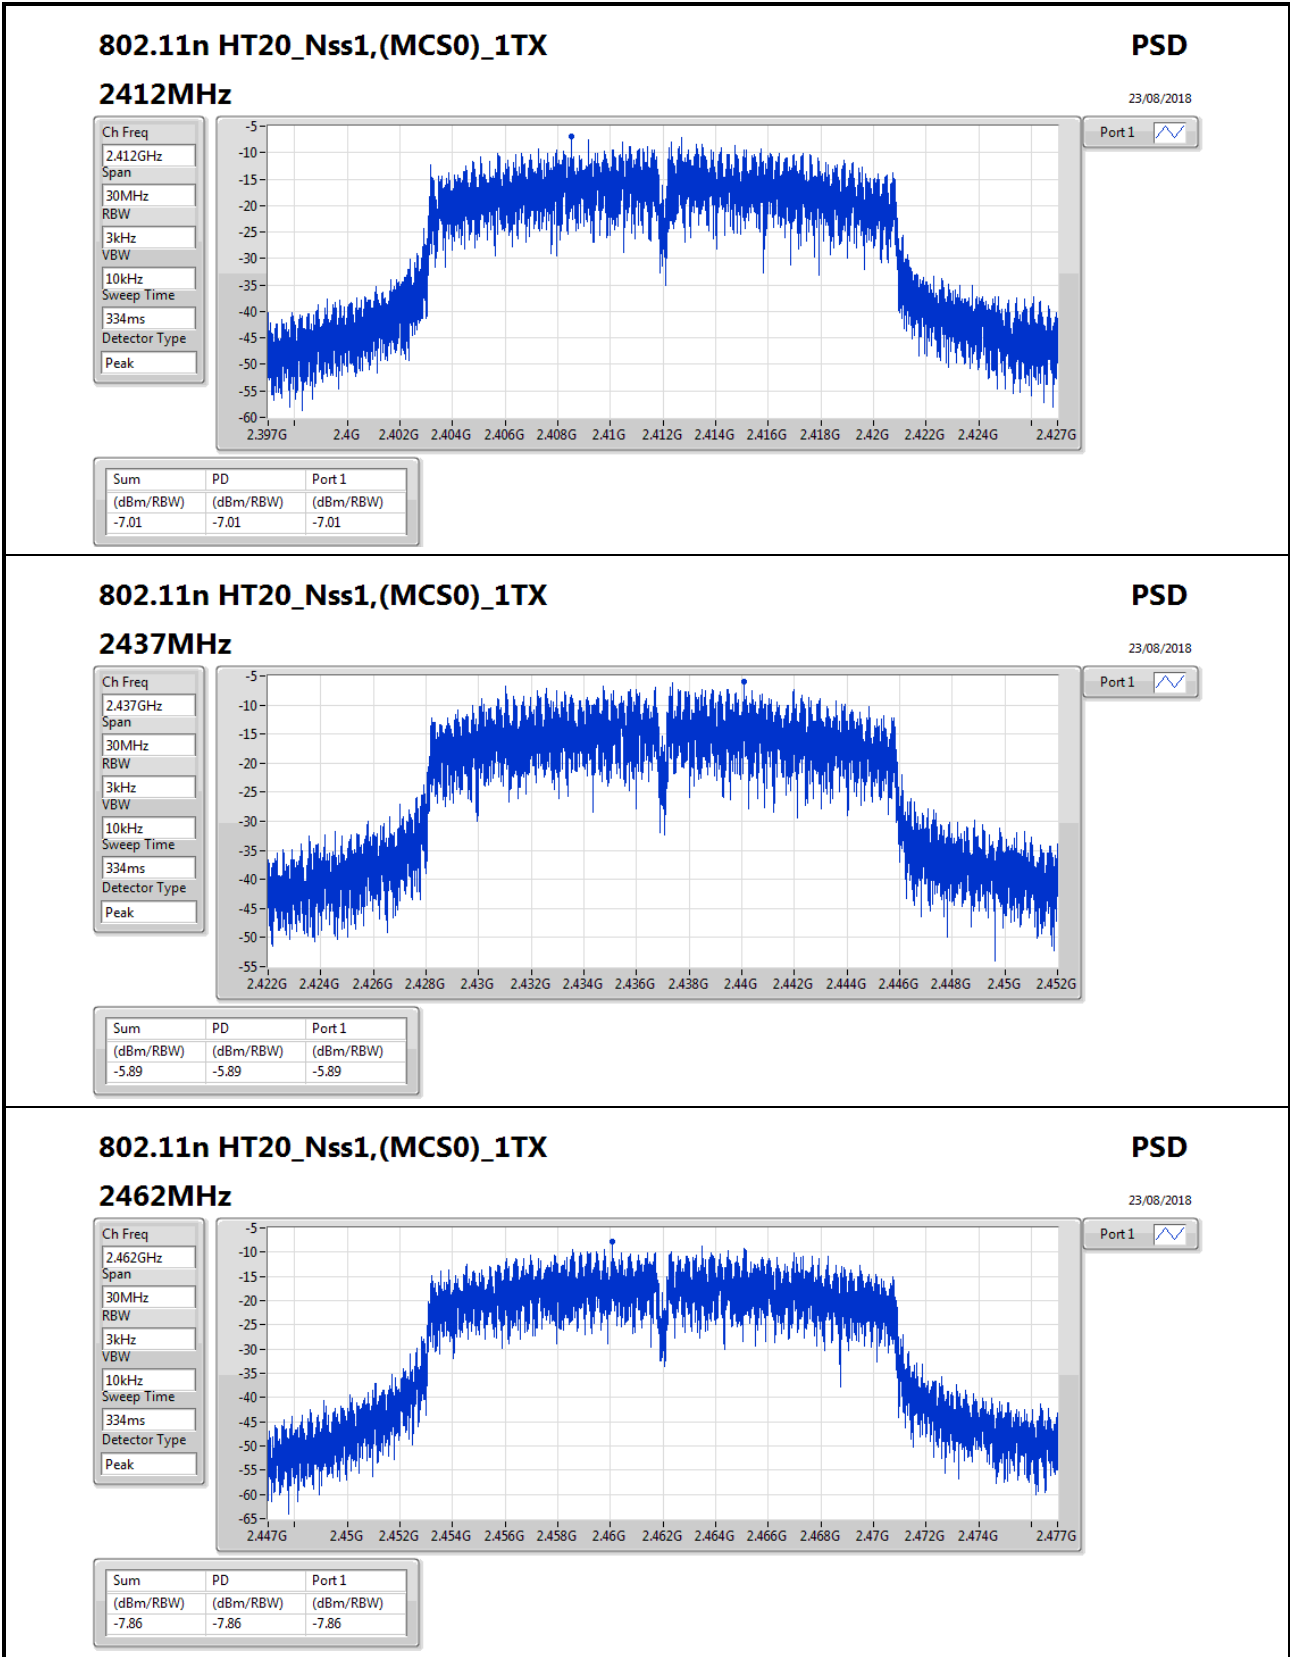 802.11n HT20_Nss1,(MCS0)_1TX PSD
2412MHz 23/08/2018
Ch Freq
2.412GHz
Span
30MHz
RBW
3kHz
VBW
10kHz
Sweep Time
334ms
Detector Type
Peak
-5
-10
-15
-20
-25
-30
-35
-40
-45
-50
-55
-60
2.397G 2.4G 2.402G 2.404G 2.406G 2.408G 2.41G 2.412G 2.414G 2.416G 2.418G 2.42G 2.422G 2.424G 2.427G
Port 1
Sum PD Port 1
(dBm/RBW) (dBm/RBW) (dBm/RBW)
-7.01 -7.01 -7.01
802.11n HT20_Nss1,(MCS0)_1TX PSD
2437MHz 23/08/2018
Ch Freq
2.437GHz
Span
30MHz
RBW
3kHz
VBW
10kHz
Sweep Time
334ms
Detector Type
Peak
-5
-10
-15
-20
-25
-30
-35
-40
-45
-50
-55
2.422G 2.424G 2.426G 2.428G 2.43G 2.432G 2.434G 2.436G 2.438G 2.44G 2.442G 2.444G 2.446G 2.448G 2.45G 2.452G
Port 1
Sum PD Port 1
(dBm/RBW) (dBm/RBW) (dBm/RBW)
-5.89 -5.89 -5.89
802.11n HT20_Nss1,(MCS0)_1TX PSD
2462MHz 23/08/2018
Ch Freq
2.462GHz
Span
30MHz
RBW
3kHz
VBW
10kHz
Sweep Time
334ms
Detector Type
Peak
-5
-10
-15
-20
-25
-30
-35
-40
-45
-50
-55
-60
-65
2.447G 2.45G 2.452G 2.454G 2.456G 2.458G 2.46G 2.462G 2.464G 2.466G 2.468G 2.47G 2.472G 2.474G 2.477G
Port 1
Sum PD Port 1
(dBm/RBW) (dBm/RBW) (dBm/RBW)
-7.86 -7.86 -7.86